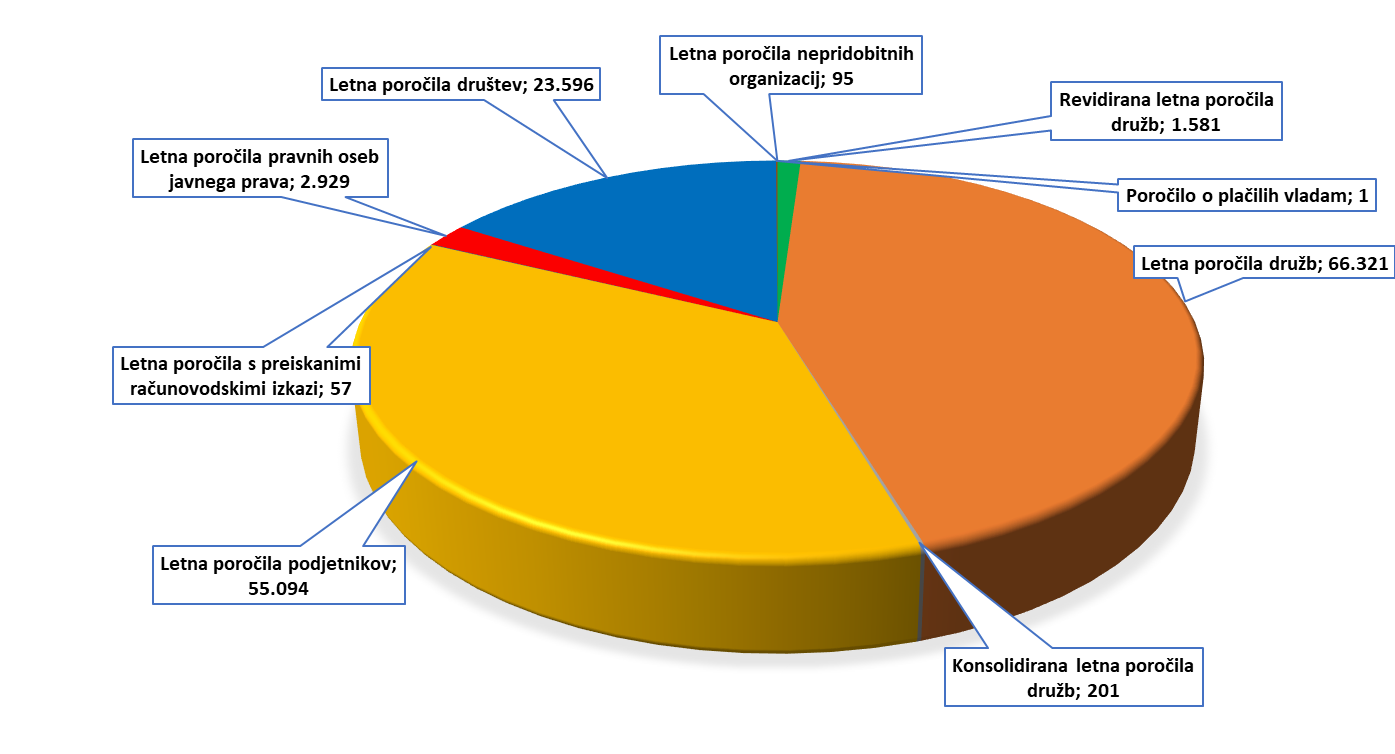 Letna poročila nepridobitnih
organizacij; 95
Letna poročila društev; 23.596
Revidirana letna poročila
družb; 1.581
Letna poročila pravnih oseb
javnega prava; 2.929
Poročilo o plačilih vladam; 1
Letna poročila družb; 66.321
Letna poročila s preiskanimi
računovodskimi izkazi; 57
Letna poročila podjetnikov;
55.094
Konsolidirana letna poročila
družb; 201